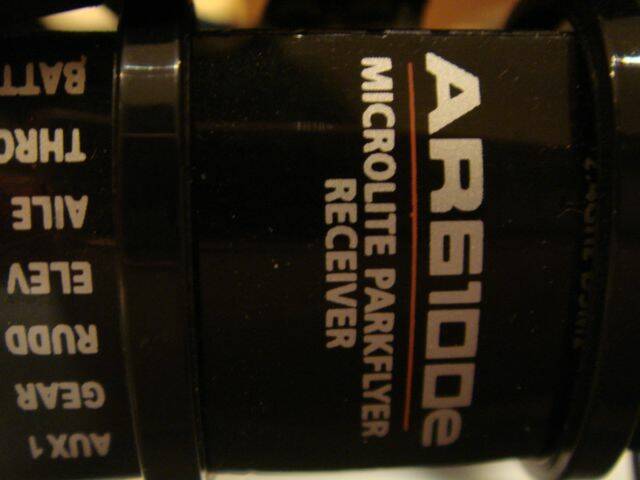 AR6100e
MICROLITE PARKFLYER
RECEIVER
BATT
THRO
AILE
ELEV
RUDD
GEAR
AUX 1